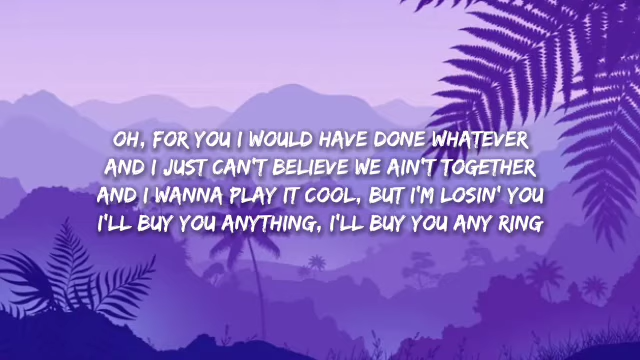 OH, FOR YOU I WOULD HAVE DONE WHATEVER
AND I JUST CAN'T BELIEVE WE AIN'T TOGETHER
AND I WANNA PLAY IT COOL, BUT I'M LOSIN' YOU
I'LL BUY YOU ANYTHING, I'LL BUY YOU ANY RING